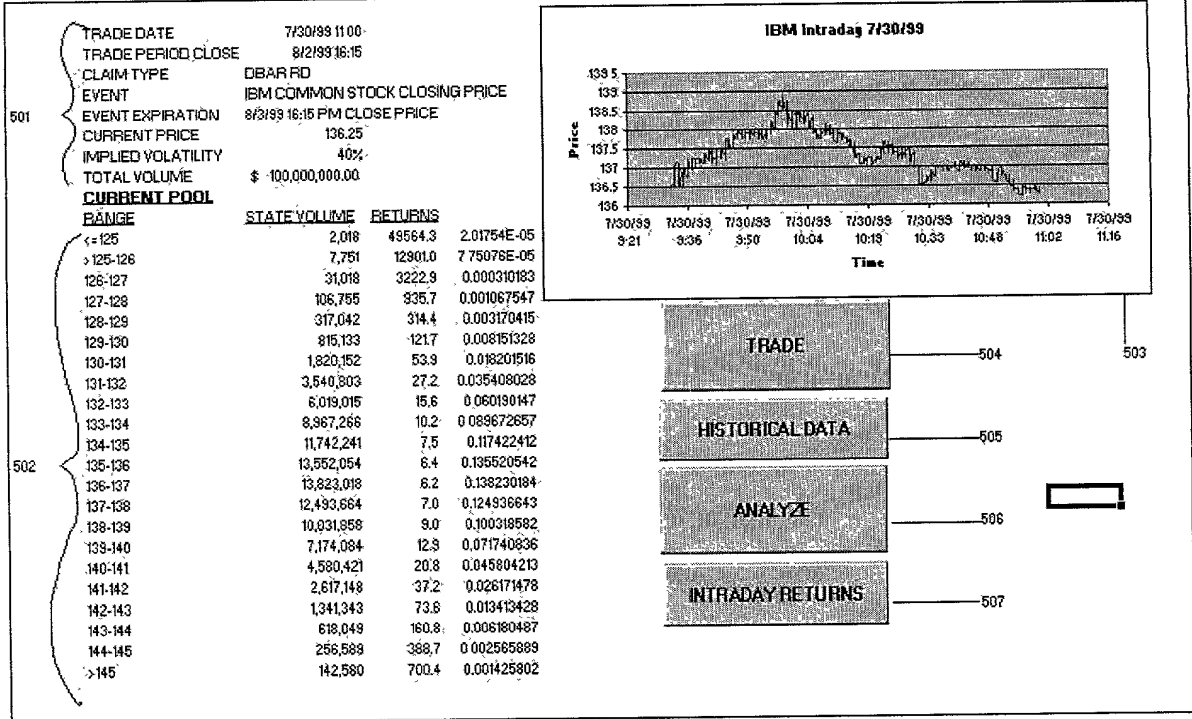 TRADE DATE 7/30/99 11:00
TRADE PERIOD CLOSE 8/2/99 16:15
CLAIM TYPE DBAR RD
EVENT IBM COMMON STOCK CLOSING PRICE
501 EVENT EXPIRATION 8/3/99 16:15 PM CLOSE PRICE
CURRENT PRICE 136.25
IMPLIED VOLATILITY 40%
TOTAL VOLUME $ 100,000,000.00
CURRENT POOL
RANGE STATE VOLUME RETURNS
<=125 2,018 49564.3 2.01754E-05
>125-126 7,751 12901.0 7.75076E-05
126-127 31,018 3222.9 0.000310183
127-128 106,755 935.7 0.001067547
128-129 317,042 314.4 0.003170415
129-130 815,133 121.7 0.008151328
130-131 1,820,152 53.9 0.018201516
131-132 3,540,803 27.2 0.035408028
132-133 6,019,015 15.6 0.060190147
133-134 8,967,266 10.2 0.089672657
134-135 11,742,241 7.5 0.117422412
502 135-136 13,552,054 6.4 0.135520542
136-137 13,823,018 6.2 0.138230184
137-138 12,493,664 7.0 0.124936643
138-139 9.0 0.100318582
139-140 7,174,084 12.9 0.071740836
140-141 4,580,421 20.8 0.045804213
141-142 2,617,148 37.2 0.026171478
142-143 1,341,343 73.6 0.013413428
143-144 618,049 160.8 0.006180487
144-145 256,589 388.7 0.002565889
>145 142,580 700.4 0.001425802
IBM Intraday 7/30/99
Price
139.5
139
138.5
138
137.5
137
136.5
136
7/30/99 7/30/99 7/30/99 7/30/99 7/30/99 7/30/99 7/30/99 7/30/99 7/30/99
9:21 9:36 9:50 10:04 10:19 10:33 10:48 11:02 11:16
Time
503
TRADE 504
HISTORICAL DATA 505
ANALYZE 506
INTRADAY RETURNS 507